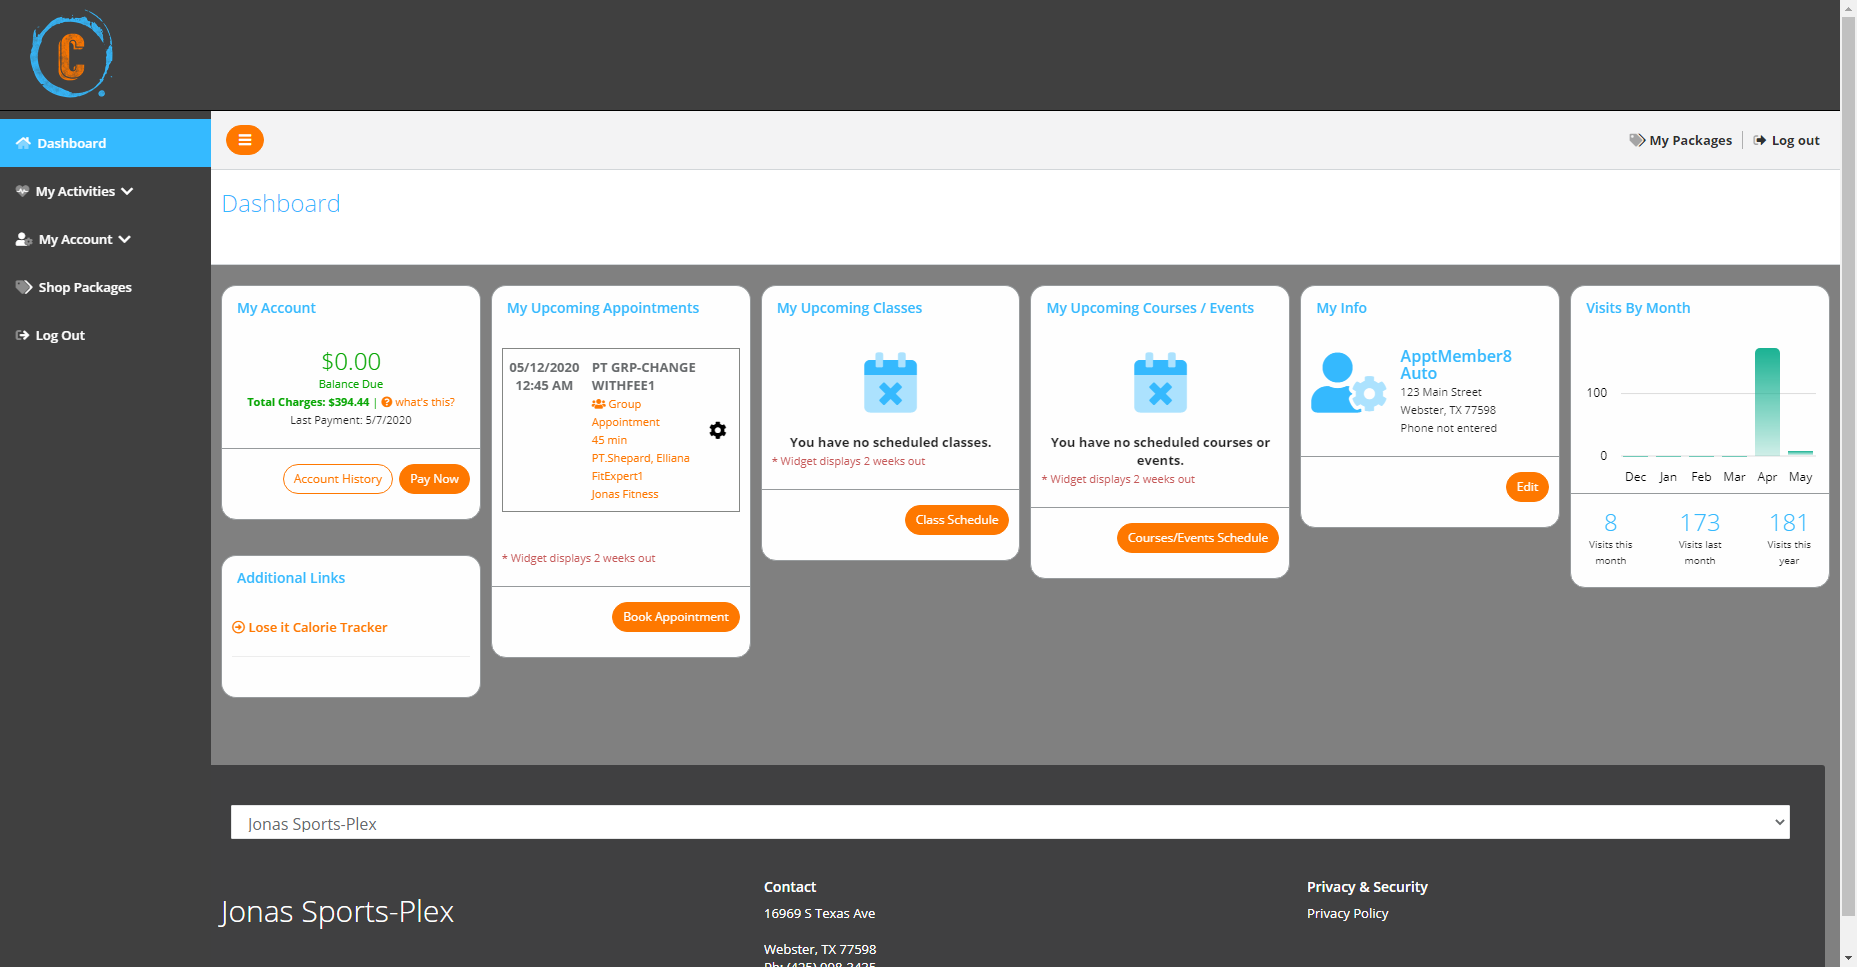 C
My Packages
Log out
Dashboard
My Activities
My Account
Shop Packages
Log Out
Dashboard
My Account
$0.00
Balance Due
Total Charges: $394.44 | what's this?
Last Payment: 5/7/2020
Account History
Pay Now
Additional Links
Lose it Calorie Tracker
My Upcoming Appointments
05/12/2020
12:45 AM
PT GRP-CHANGE
WITHFEE1
Group
Appointment
45 min
PT.Shepard, Elliana
FitExpert1
Jonas Fitness
* Widget displays 2 weeks out
Book Appointment
My Upcoming Classes
You have no scheduled classes.
* Widget displays 2 weeks out
Class Schedule
My Upcoming Courses / Events
You have no scheduled courses or
events.
* Widget displays 2 weeks out
Courses/Events Schedule
My Info
ApptMember8
Auto
123 Main Street
Webster, TX 77598
Phone not entered
Edit
Visits By Month
100
0
Dec Jan Feb Mar Apr May
8
Visits this
month
173
Visits last
month
181
Visits this
year
Jonas Sports-Plex
Jonas Sports-Plex
Contact
16969 S Texas Ave
Webster, TX 77598
Privacy & Security
Privacy Policy